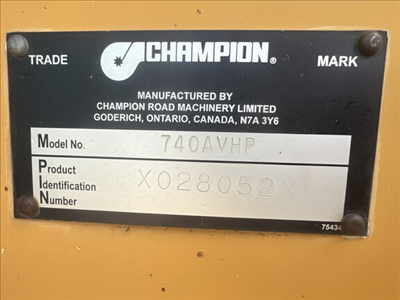 TRADE CHAMPION® MARK
MANUFACTURED BY
CHAMPION ROAD MACHINERY LIMITED
GODERICH, ONTARIO, CANADA, N7A 3Y6
Model No. 740AVHP
Product
Identification X028052X
Number